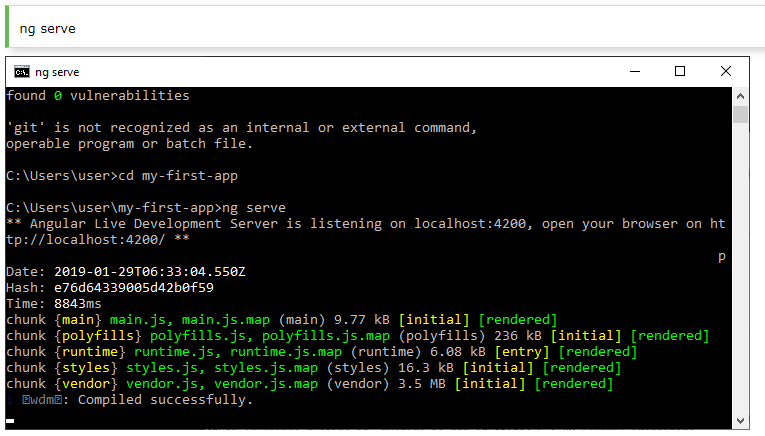 ng serve
ng serve
found 0 vulnerabilities
'git' is not recognized as an internal or external command,
operable program or batch file.
C:\Users\user>cd my-first-app
C:\Users\user\my-first-app>ng serve
** Angular Live Development Server is listening on localhost:4200, open your browser on ht
tp://localhost:4200/ **
p
Date: 2019-01-29T06:33:04.550Z
Hash: e76d64339005d42b0f59
Time: 8843ms
chunk {main} main.js, main.js.map (main) 9.77 kB [initial] [rendered]
chunk {polyfills} polyfills.js, polyfills.js.map (polyfills) 236 kB [initial] [rendered]
chunk {runtime} runtime.js, runtime.js.map (runtime) 6.08 kB [entry] [rendered]
chunk {styles} styles.js, styles.js.map (styles) 16.3 kB [initial] [rendered]
chunk {vendor} vendor.js, vendor.js.map (vendor) 3.5 MB [initial] [rendered]
wdm: Compiled successfully.